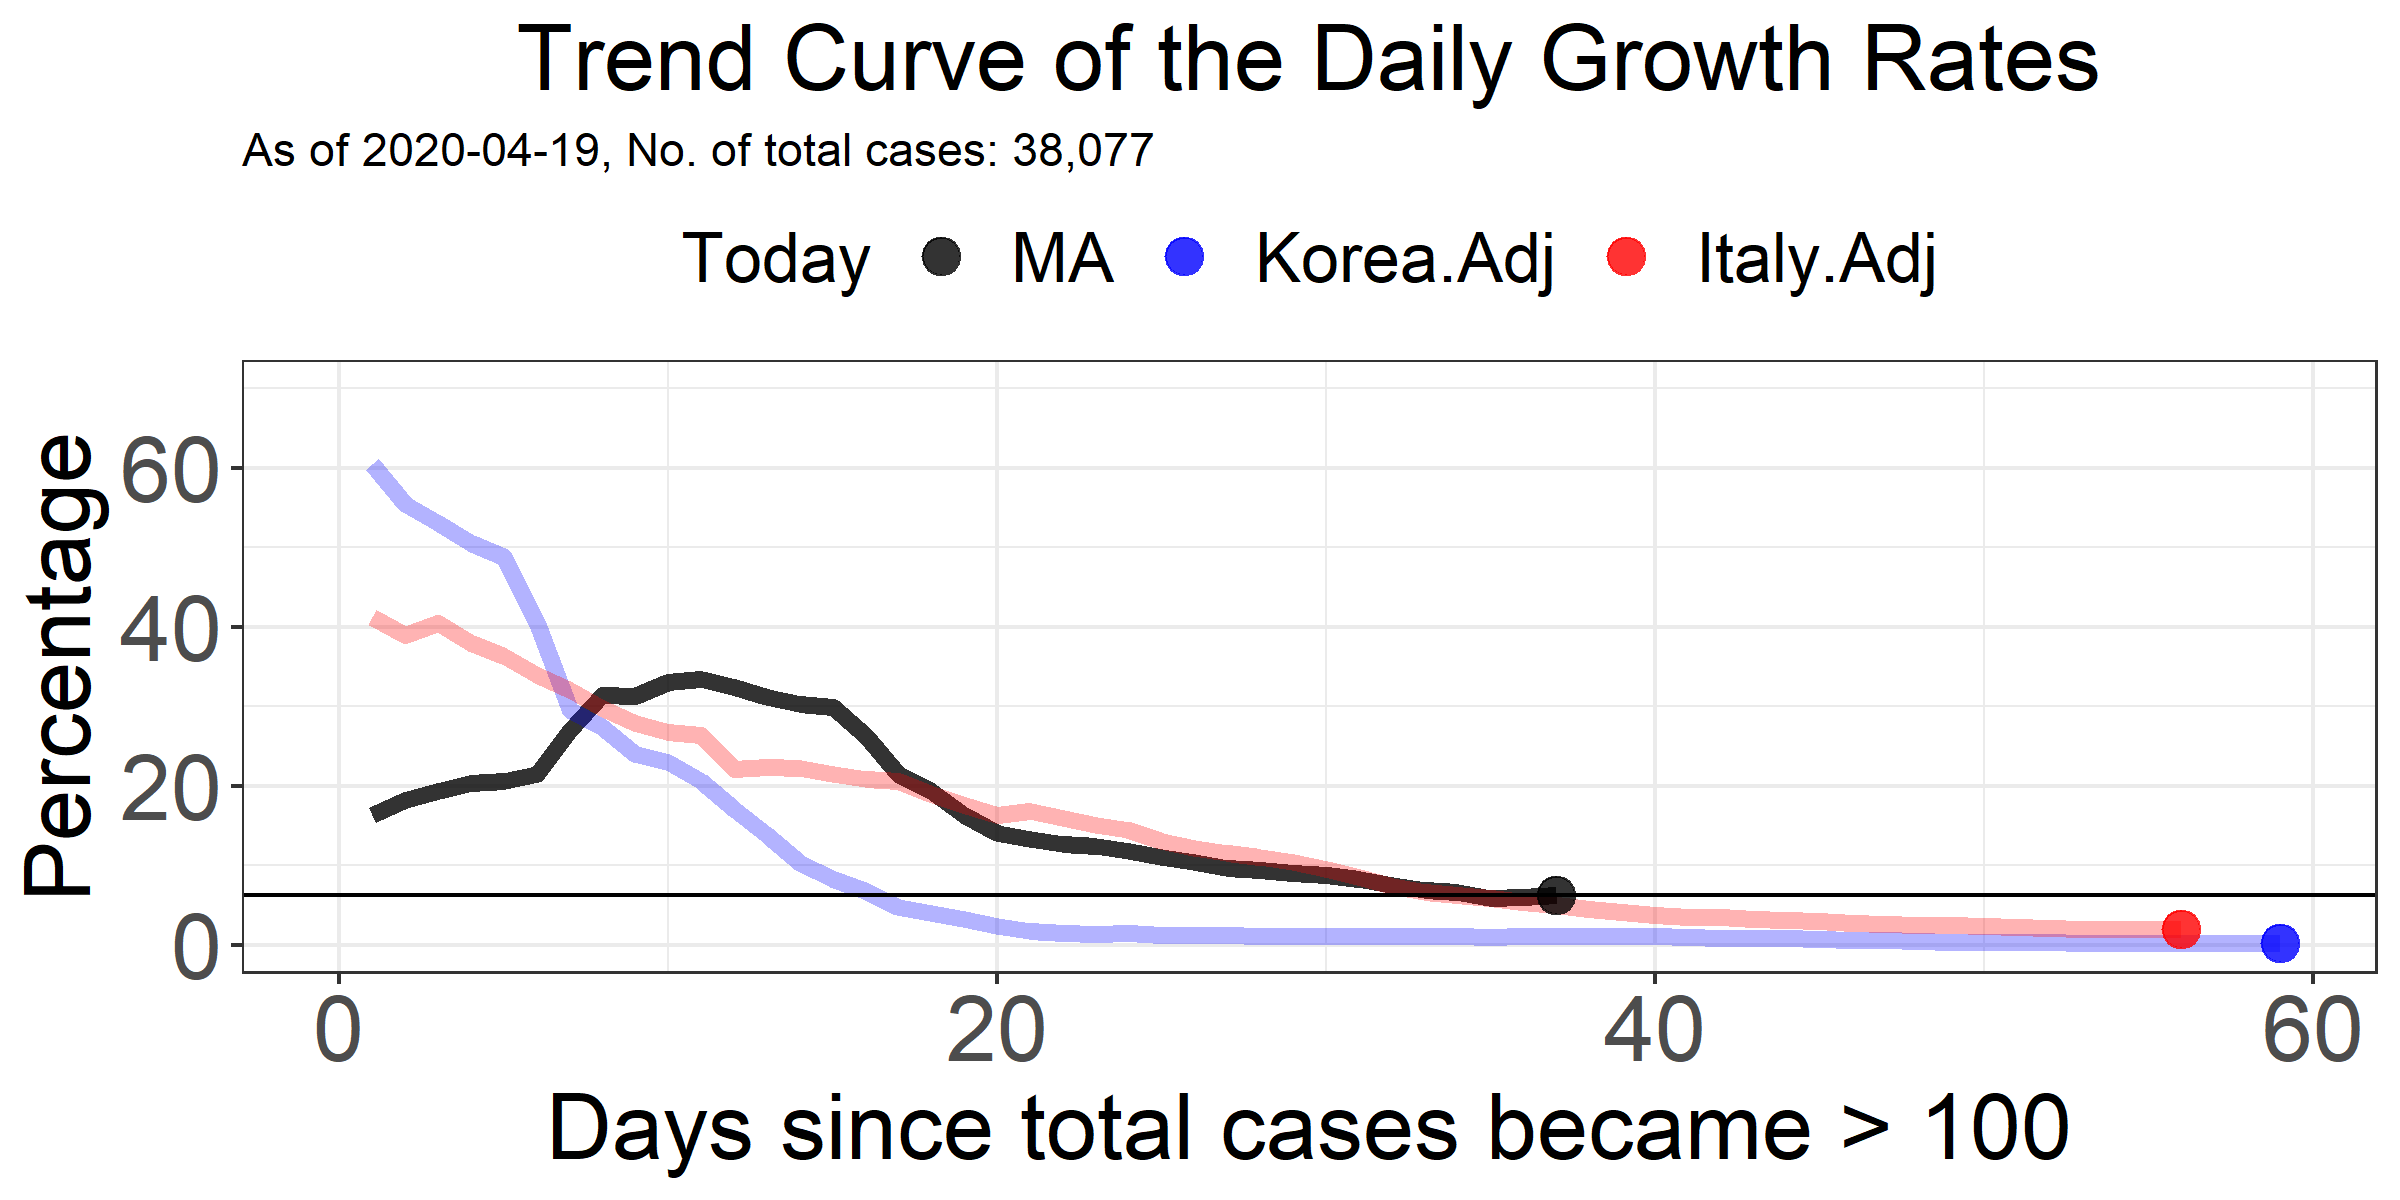 Trend Curve of the Daily Growth Rates
As of 2020-04-19, No. of total cases: 38,077
Today MA Korea.Adj Italy.Adj
Percentage
60
40
20
0
0 20 40 60
Days since total cases became > 100